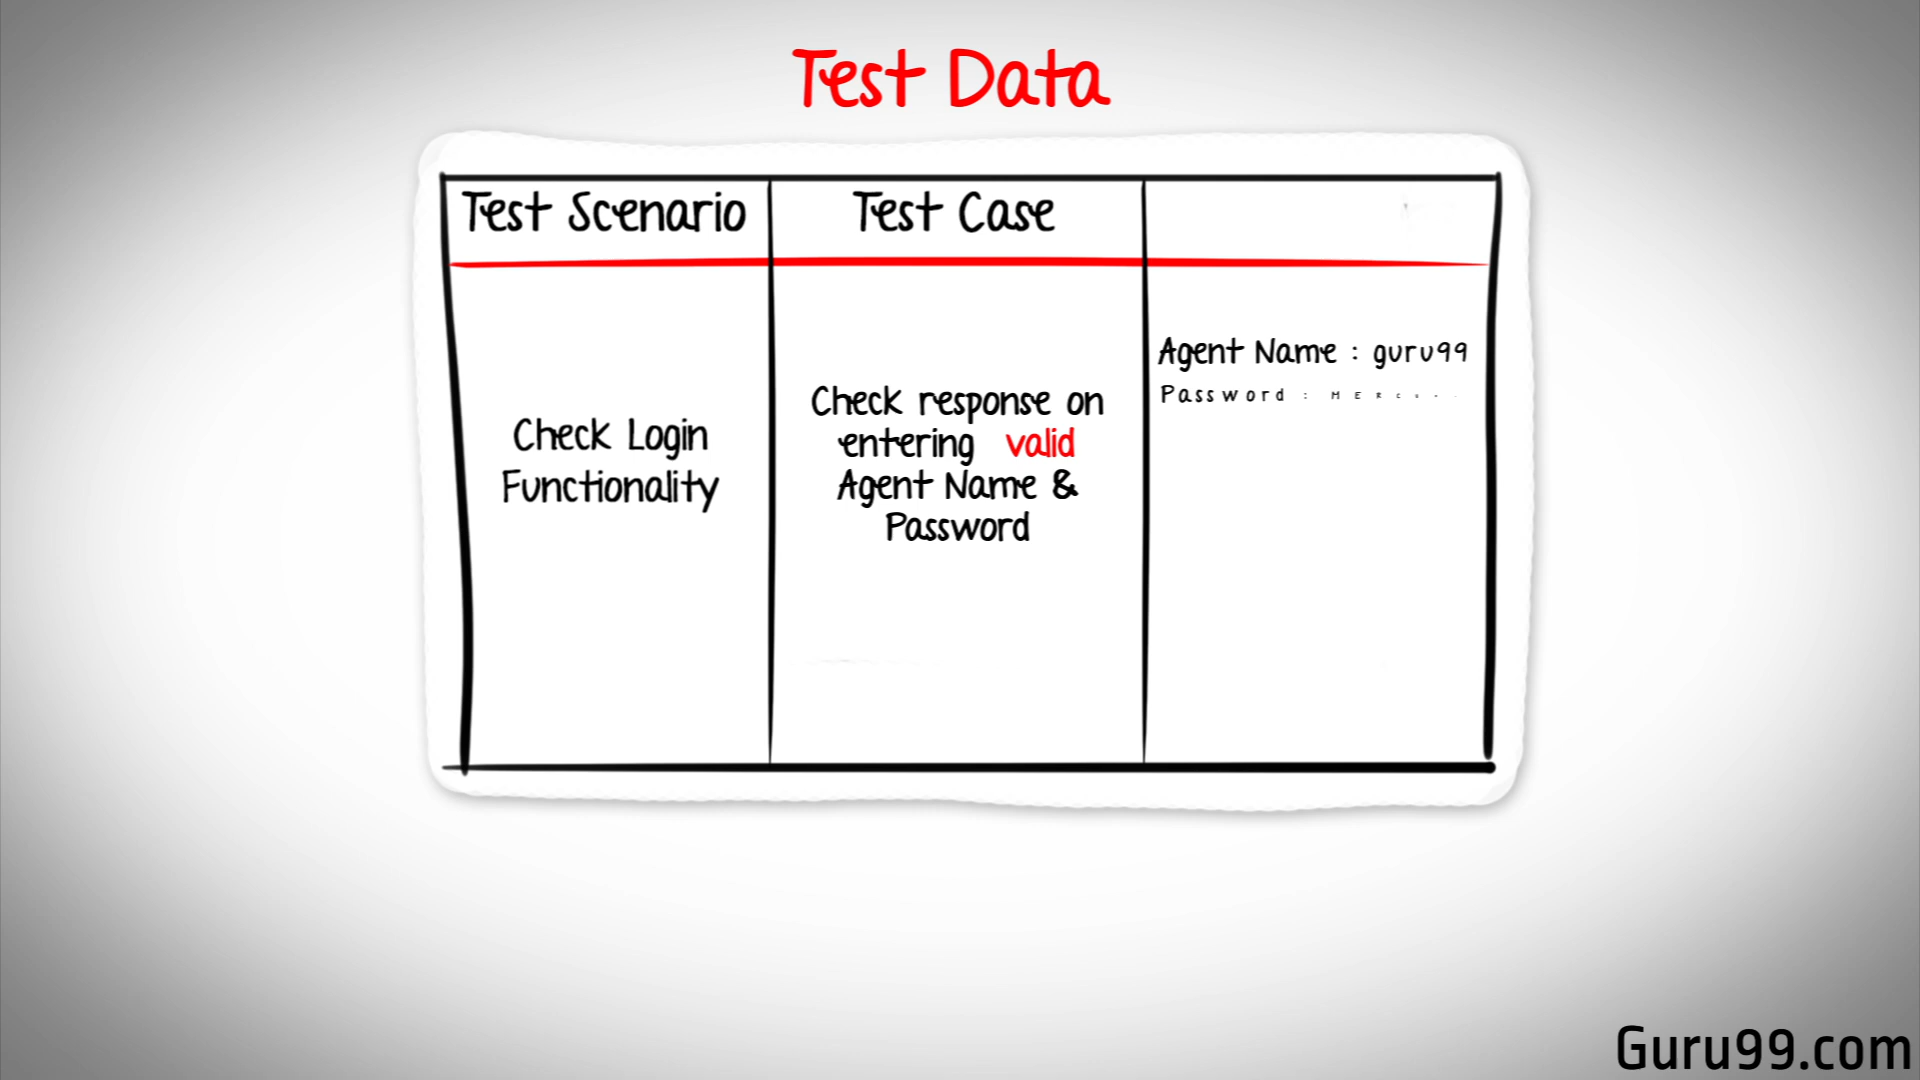 Test Data
Test Scenario
Test Case
Check Login
Functionality
Check response on
entering valid
Agent Name &
Password
Agent Name : guru99
Password :
Guru99.com